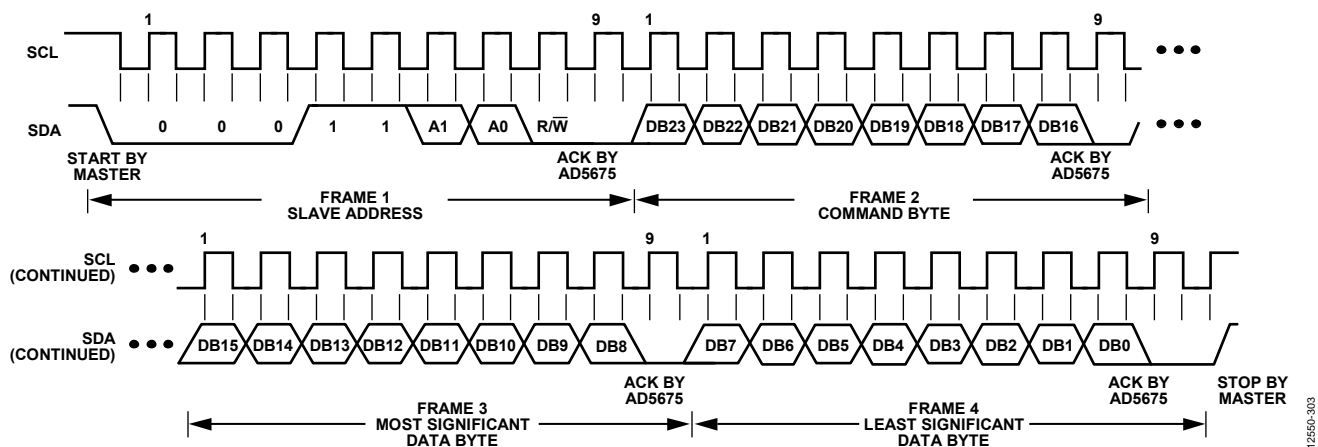 1 9 1 9
SCL
SDA
0 0 0 1 1 A1 A0 R/W̅ DB23 DB22 DB21 DB20 DB19 DB18 DB17 DB16
START BY
MASTER
ACK BY
AD5675
ACK BY
AD5675
FRAME 1
SLAVE ADDRESS
FRAME 2
COMMAND BYTE
1 9 1 9
SCL
(CONTINUED)
SDA
(CONTINUED)
DB15 DB14 DB13 DB12 DB11 DB10 DB9 DB8 DB7 DB6 DB5 DB4 DB3 DB2 DB1 DB0
ACK BY
AD5675
ACK BY
AD5675
STOP BY
MASTER
FRAME 3
MOST SIGNIFICANT
DATA BYTE
FRAME 4
LEAST SIGNIFICANT
DATA BYTE
12550-303